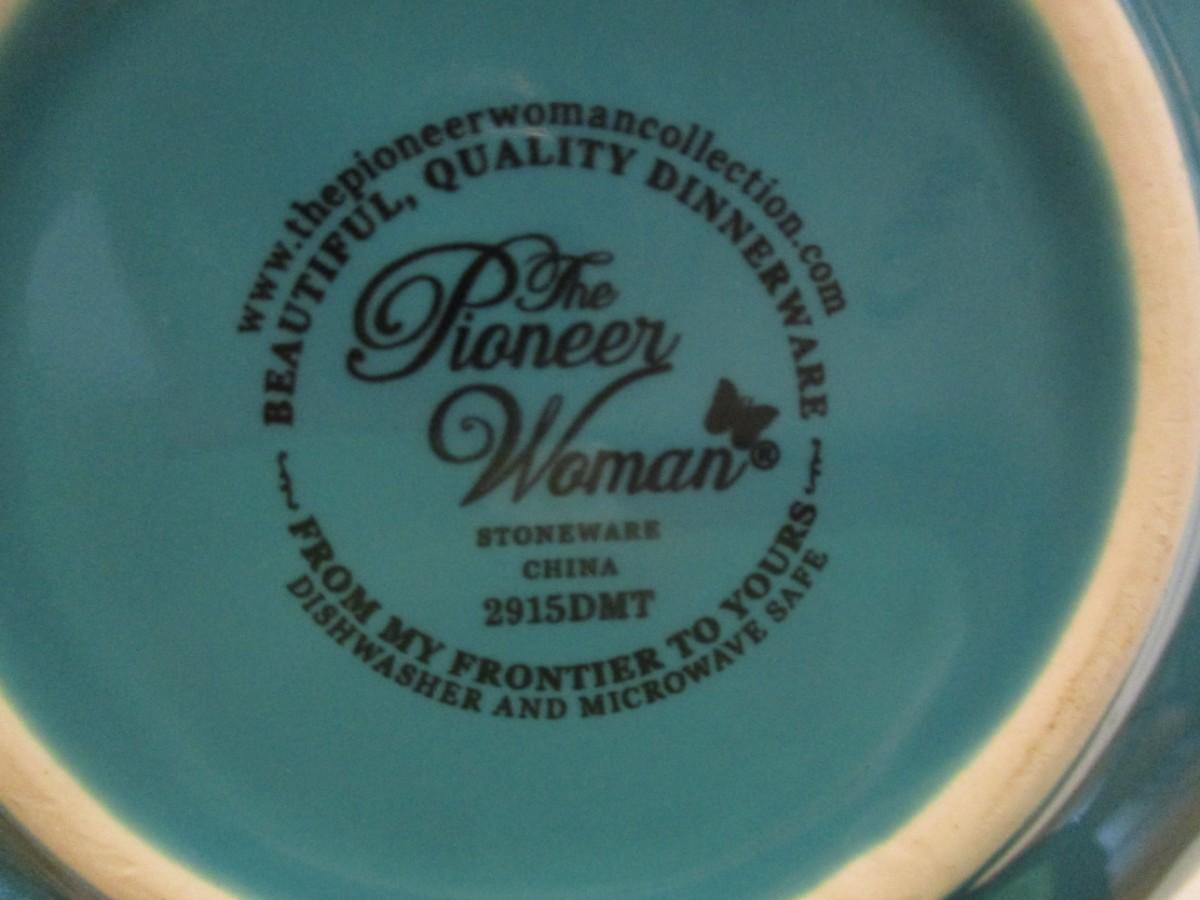 www.thepioneerwomancollection.com
BEAUTIFUL, QUALITY DINNERWARE
The
Pioneer
Woman®
STONEWARE
CHINA
2915DMT
FROM MY FRONTIER TO YOURS
DISHWASHER AND MICROWAVE SAFE